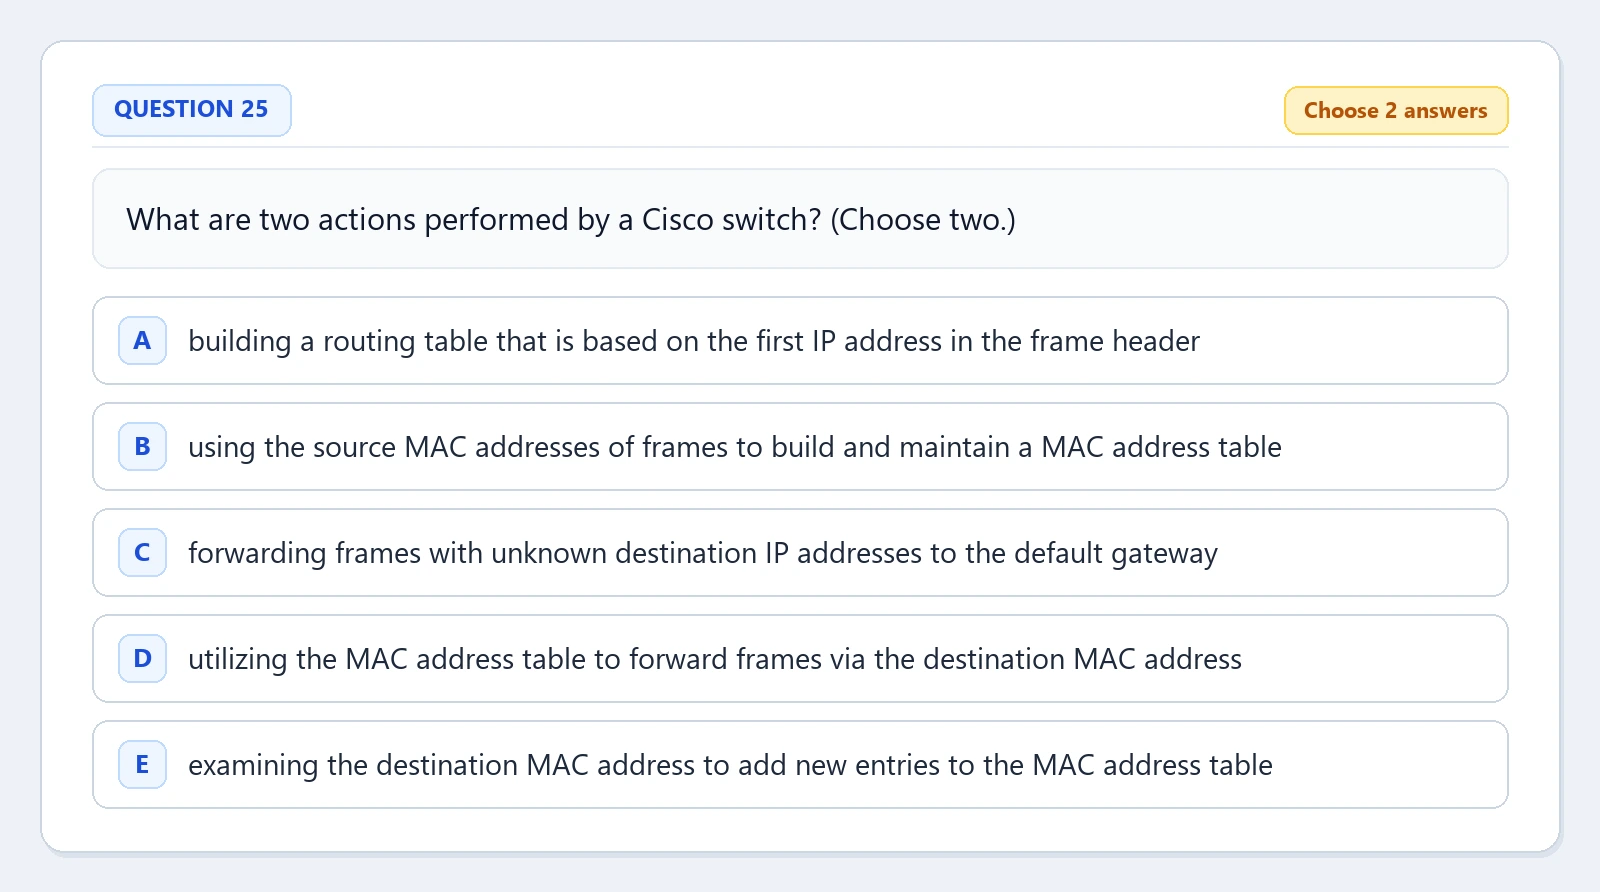 QUESTION 25
Choose 2 answers
What are two actions performed by a Cisco switch? (Choose two.)
A building a routing table that is based on the first IP address in the frame header
B using the source MAC addresses of frames to build and maintain a MAC address table
C forwarding frames with unknown destination IP addresses to the default gateway
D utilizing the MAC address table to forward frames via the destination MAC address
E examining the destination MAC address to add new entries to the MAC address table